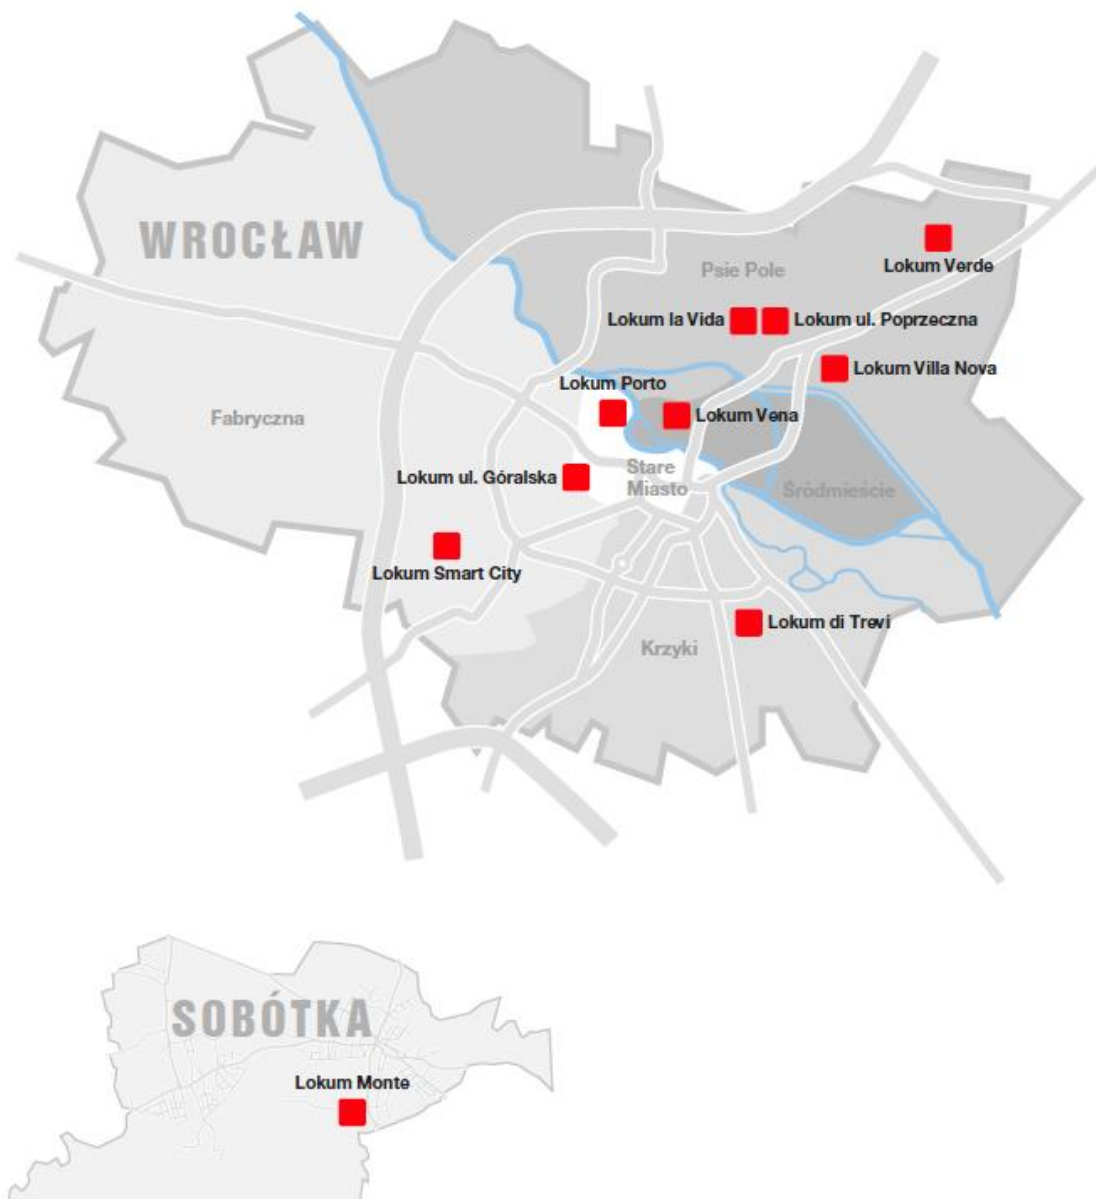 WROCŁAW
Psie Pole
Lokum Verde
Lokum la Vida
Lokum ul. Poprzeczna
Lokum Villa Nova
Lokum Porto
Fabryczna
Lokum Vena
Lokum ul. Góralska
Stare
Miasto
Śródmieście
Lokum Smart City
Lokum di Trevi
Krzyki
SOBÓTKA
Lokum Monte